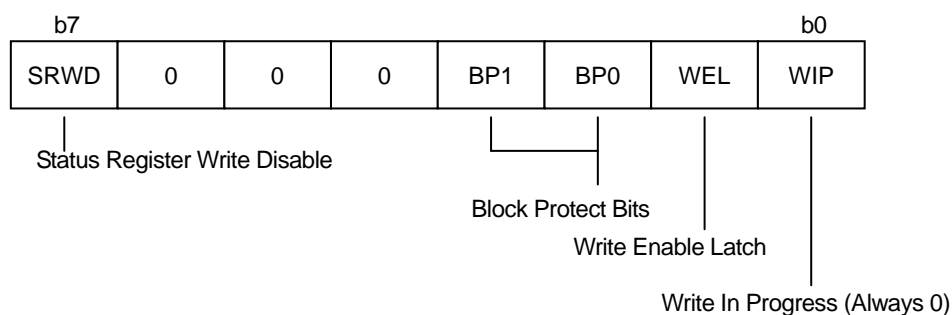 b7 b0
SRWD 0 0 0 BP1 BP0 WEL WIP
Status Register Write Disable
Block Protect Bits
Write Enable Latch
Write In Progress (Always 0)